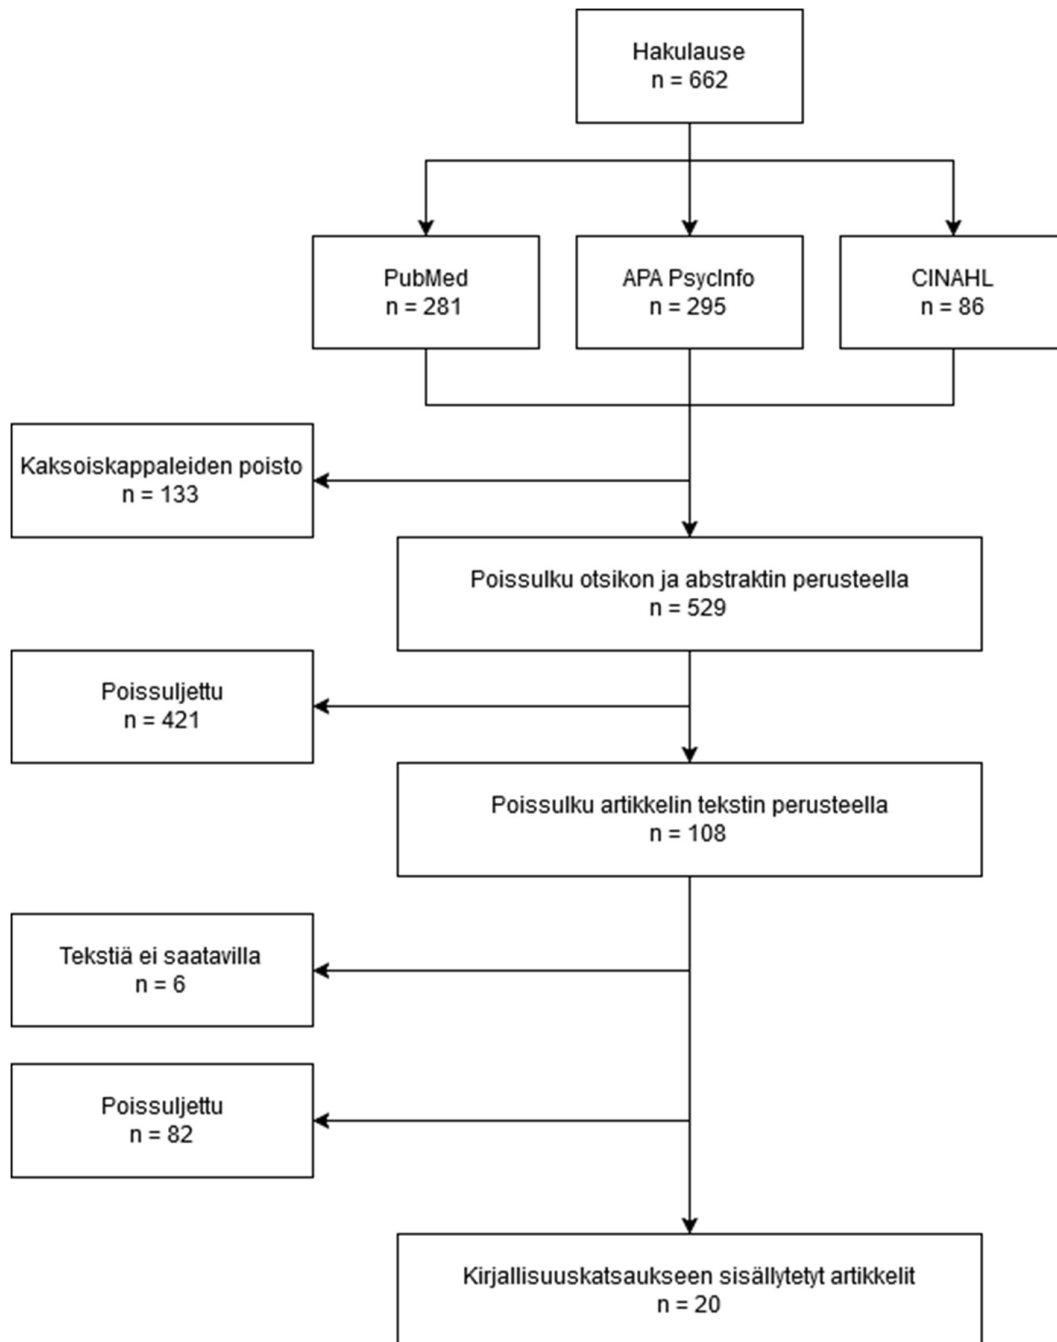 Hakulause
n = 662
PubMed
n = 281
APA PsycInfo
n = 295
CINAHL
n = 86
Kaksoiskappaleiden poisto
n = 133
Poissulku otsikon ja abstraktin perusteella
n = 529
Poissuljettu
n = 421
Poissulku artikkelin tekstin perusteella
n = 108
Tekstiä ei saatavilla
n = 6
Poissuljettu
n = 82
Kirjallisuuskatsaukseen sisällytetyt artikkelit
n = 20